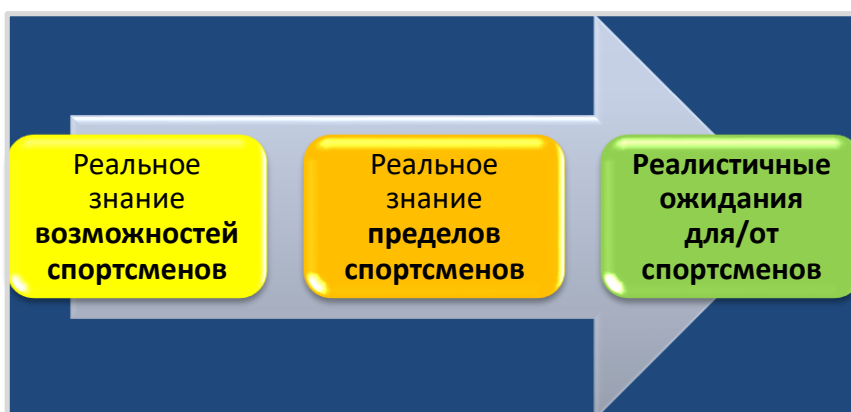 Реальное
знание
возможностей
спортсменов
Реальное
знание
пределов
спортсменов
Реалистичные
ожидания
для/от
спортсменов